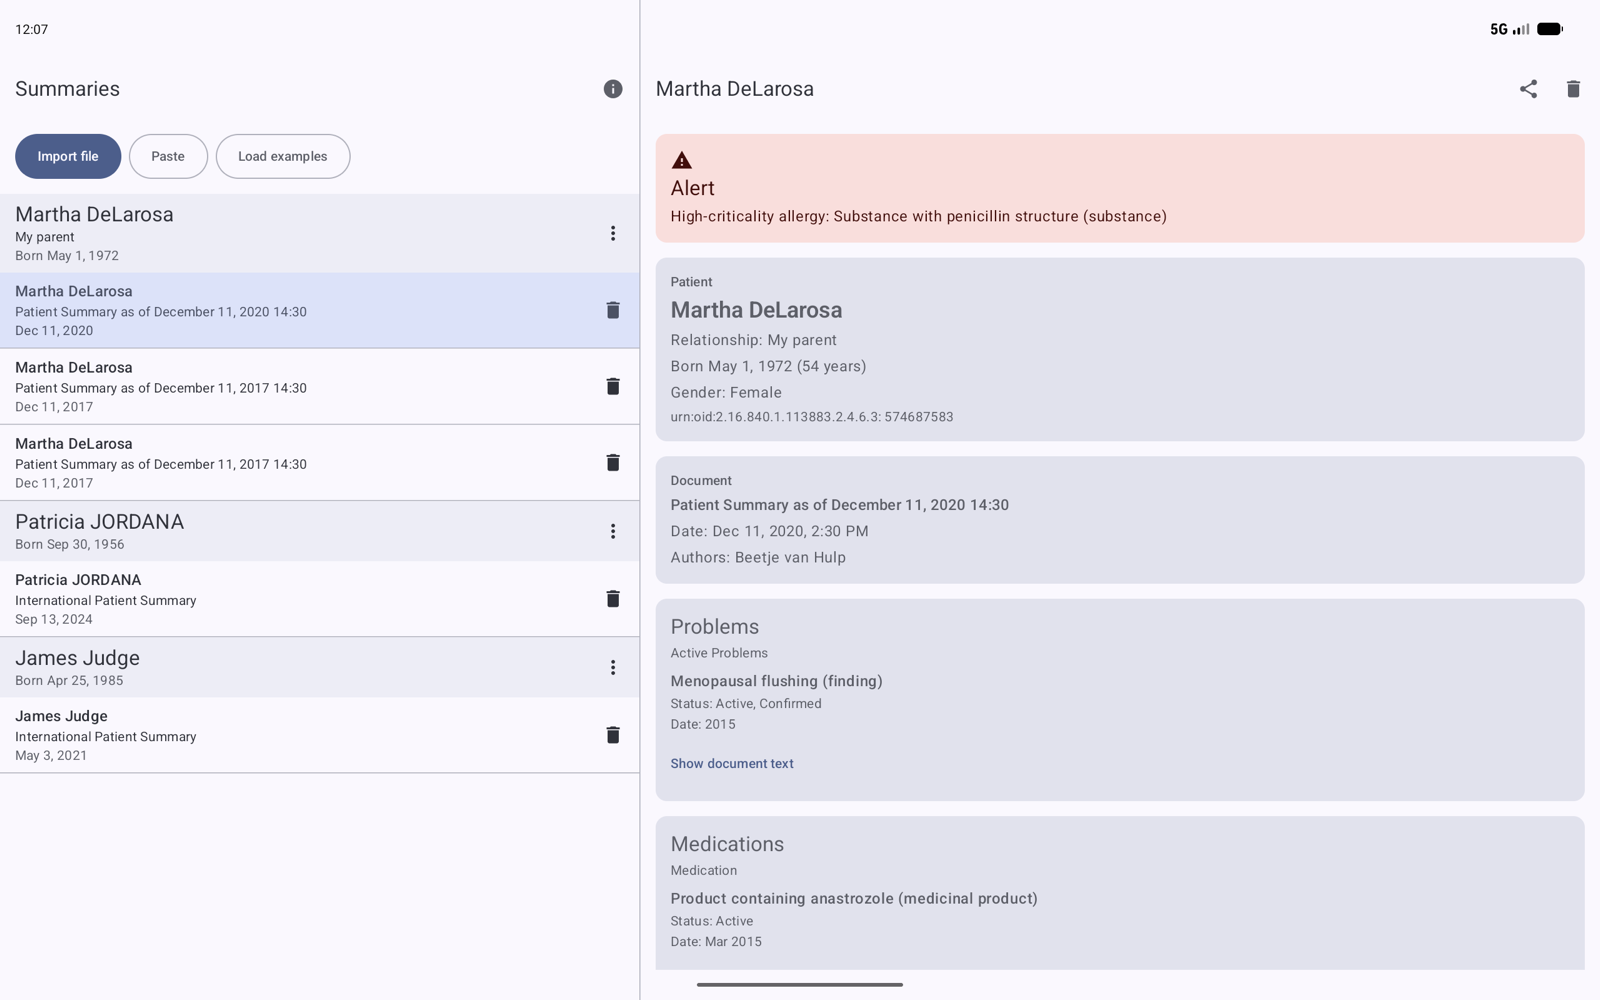 12:07
5G
Summaries
Import file
Paste
Load examples
Martha DeLarosa
My parent
Born May 1, 1972
Martha DeLarosa
Patient Summary as of December 11, 2020 14:30
Dec 11, 2020
Martha DeLarosa
Patient Summary as of December 11, 2017 14:30
Dec 11, 2017
Martha DeLarosa
Patient Summary as of December 11, 2017 14:30
Dec 11, 2017
Patricia JORDANA
Born Sep 30, 1956
Patricia JORDANA
International Patient Summary
Sep 13, 2024
James Judge
Born Apr 25, 1985
James Judge
International Patient Summary
May 3, 2021
Martha DeLarosa
Alert
High-criticality allergy: Substance with penicillin structure (substance)
Patient
Martha DeLarosa
Relationship: My parent
Born May 1, 1972 (54 years)
Gender: Female
urn:oid:2.16.840.1.113883.2.4.6.3: 574687583
Document
Patient Summary as of December 11, 2020 14:30
Date: Dec 11, 2020, 2:30 PM
Authors: Beetje van Hulp
Problems
Active Problems
Menopausal flushing (finding)
Status: Active, Confirmed
Date: 2015
Show document text
Medications
Medication
Product containing anastrozole (medicinal product)
Status: Active
Date: Mar 2015